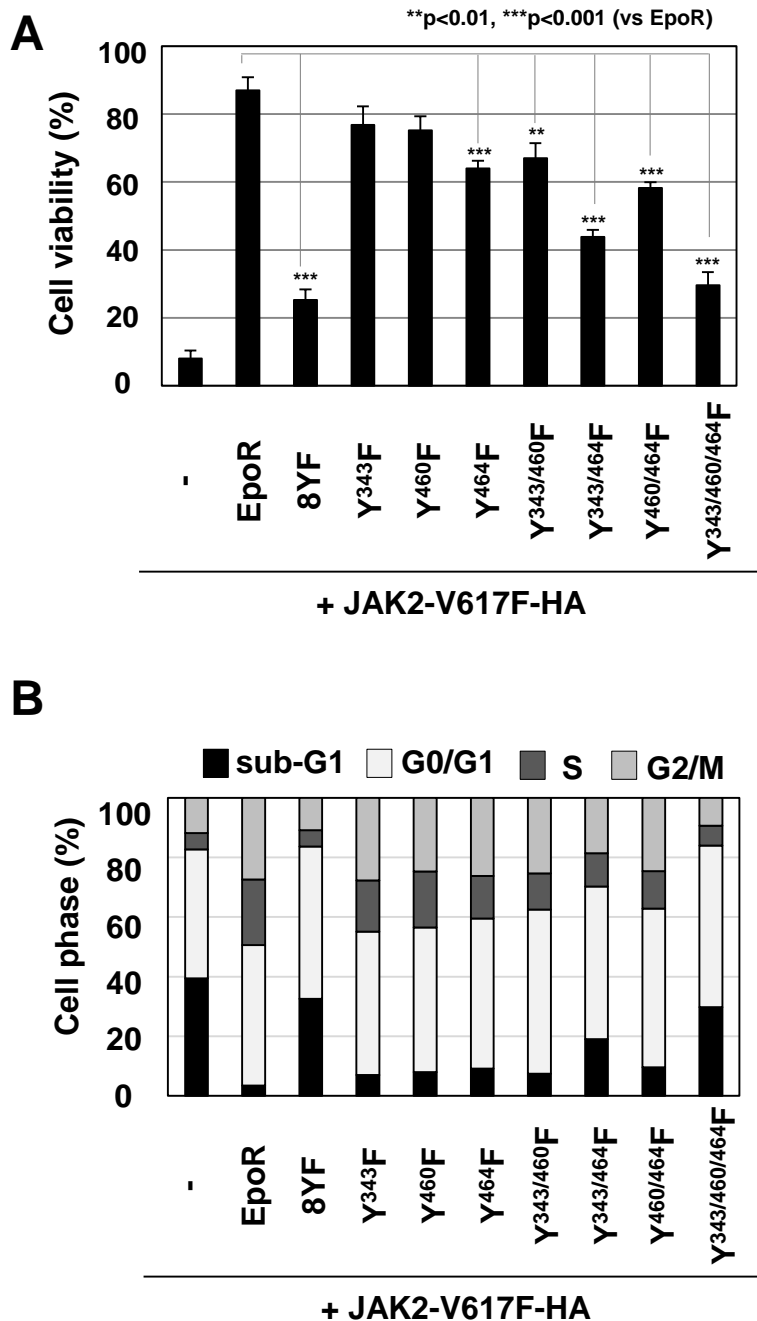 A
**p<0.01, ***p<0.001 (vs EpoR)
Cell viability (%)
100
80
60
40
20
0
***
***
**
***
***
***
-
EpoR
8YF
Y³⁴³F
Y⁴⁶⁰F
Y⁴⁶⁴F
Y³⁴³/⁴⁶⁰F
Y³⁴³/⁴⁶⁴F
Y⁴⁶⁰/⁴⁶⁴F
Y³⁴³/⁴⁶⁰/⁴⁶⁴F
+ JAK2-V617F-HA
B
sub-G1 G0/G1 S G2/M
Cell phase (%)
100
80
60
40
20
0
-
EpoR
8YF
Y³⁴³F
Y⁴⁶⁰F
Y⁴⁶⁴F
Y³⁴³/⁴⁶⁰F
Y³⁴³/⁴⁶⁴F
Y⁴⁶⁰/⁴⁶⁴F
Y³⁴³/⁴⁶⁰/⁴⁶⁴F
+ JAK2-V617F-HA